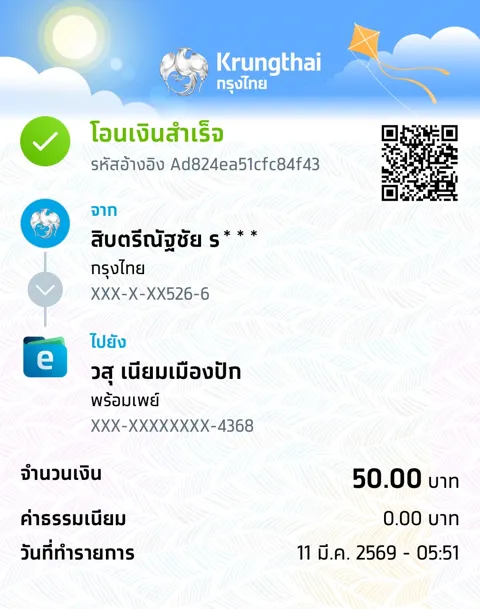 Krungthai
กรุงไทย
โอนเงินสำเร็จ
รหัสอ้างอิง Ad824ea51cfc84f43
จาก
สิบตรีณัฐชัย ร***
กรุงไทย
XXX-X-XX526-6
ไปยัง
e
วสุ เนียมเมืองปัก
พร้อมเพย์
XXX-XXXXXXXX-4368
จำนวนเงิน 50.00 บาท
ค่าธรรมเนียม 0.00 บาท
วันที่ทำรายการ 11 มี.ค. 2569 - 05:51